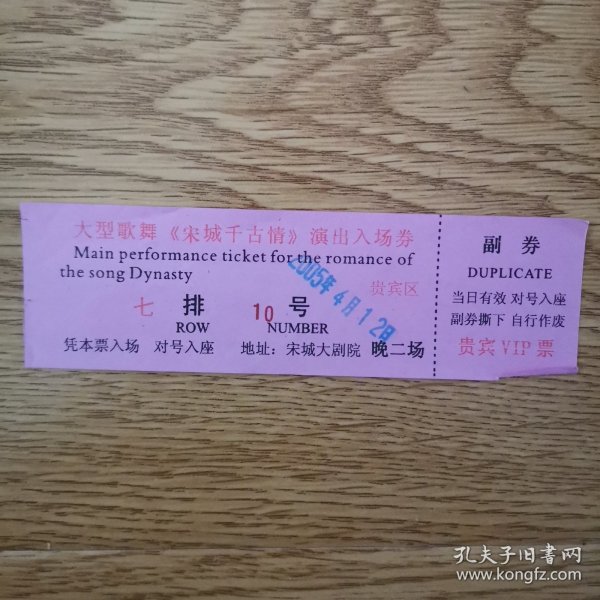 大型歌舞《宋城千古情》演出入场券
Main performance ticket for the romance of
the song Dynasty
贵宾区
2005年4月12日
七 排 10 号
ROW NUMBER
凭本票入场 对号入座 地址：宋城大剧院 晚二场
副 券
DUPLICATE
当日有效 对号入座
副券撕下 自行作废
贵宾 VIP 票
孔夫子旧书网
www.kongfz.com